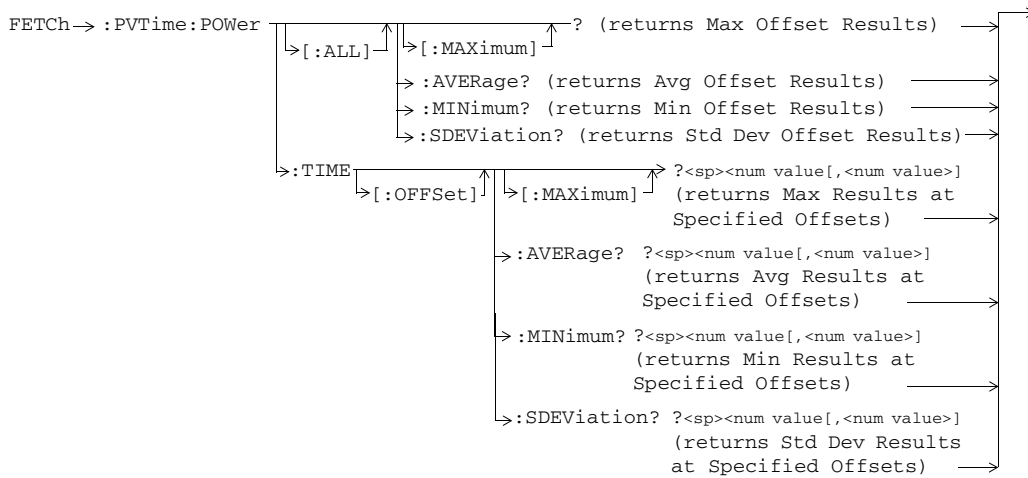 FETCh :PVTime:POWer ? (returns Max Offset Results)
[:ALL] [:MAXimum]
:AVERage? (returns Avg Offset Results)
:MINimum? (returns Min Offset Results)
:SDEViation? (returns Std Dev Offset Results)
:TIME ?<sp><num value[,<num value>]
[:OFFSet] [:MAXimum] (returns Max Results at
Specified Offsets)
:AVERage? ?<sp><num value[,<num value>]
(returns Avg Results at
Specified Offsets)
:MINimum? ?<sp><num value[,<num value>]
(returns Min Results at
Specified Offsets)
:SDEViation? ?<sp><num value[,<num value>]
(returns Std Dev Results
at Specified Offsets)